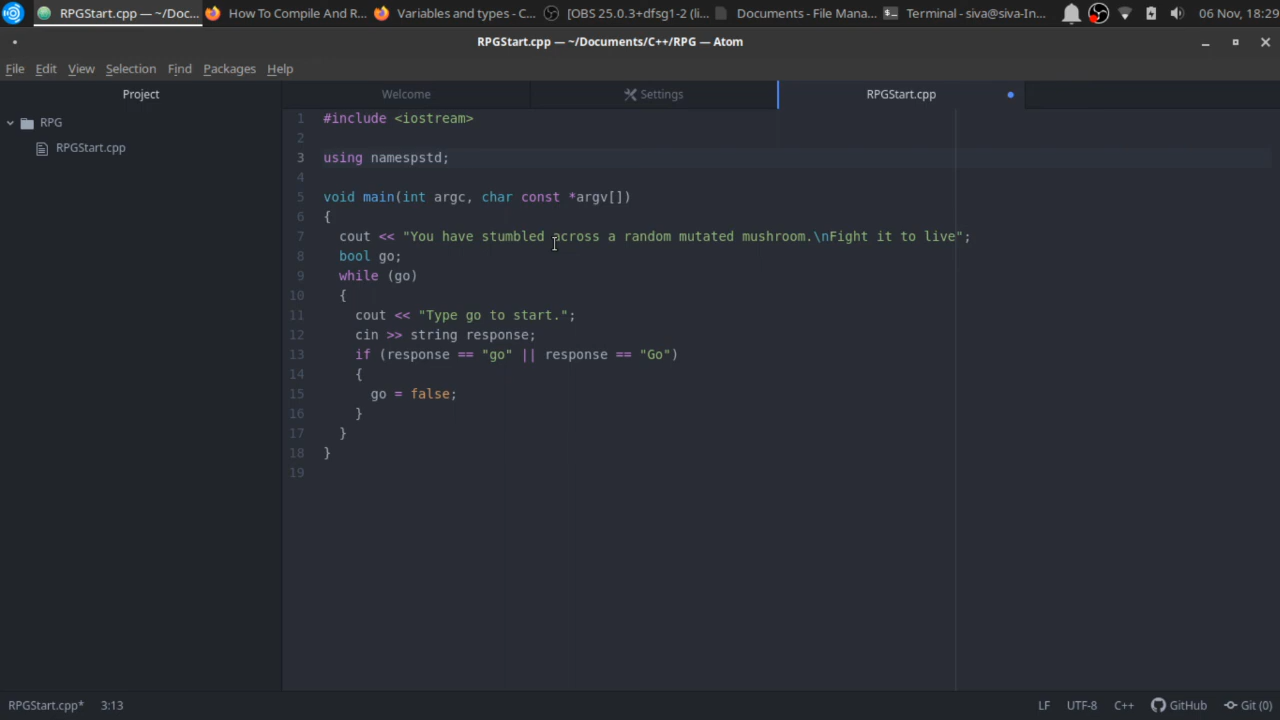 RPGStart.cpp — ~/Doc... How To Compile And R... Variables and types - C... [OBS 25.0.3+dfsg1-2 (li... Documents - File Mana... Terminal - siva@siva-In... 06 Nov, 18:29
RPGStart.cpp — ~/Documents/C++/RPG — Atom
File Edit View Selection Find Packages Help
Project Welcome Settings RPGStart.cpp
RPG
RPGStart.cpp
1 #include <iostream>
2
3 using namespstd;
4
5 void main(int argc, char const *argv[])
6 {
7 cout << "You have stumbled across a random mutated mushroom.\nFight it to live";
8 bool go;
9 while (go)
10 {
11 cout << "Type go to start.";
12 cin >> string response;
13 if (response == "go" || response == "Go")
14 {
15 go = false;
16 }
17 }
18 }
19
RPGStart.cpp* 3:13 LF UTF-8 C++ GitHub Git (0)